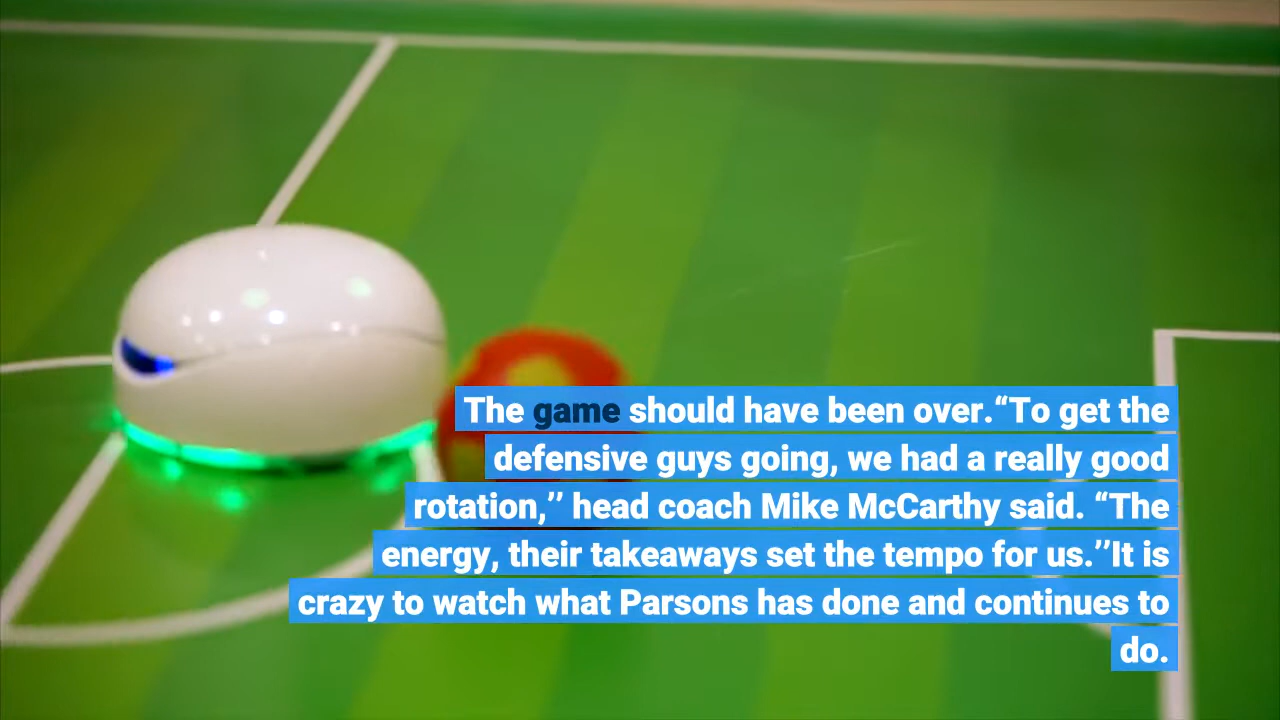 The game should have been over.“To get the
defensive guys going, we had a really good
rotation,’’ head coach Mike McCarthy said. “The
energy, their takeaways set the tempo for us.’’It is
crazy to watch what Parsons has done and continues to
do.